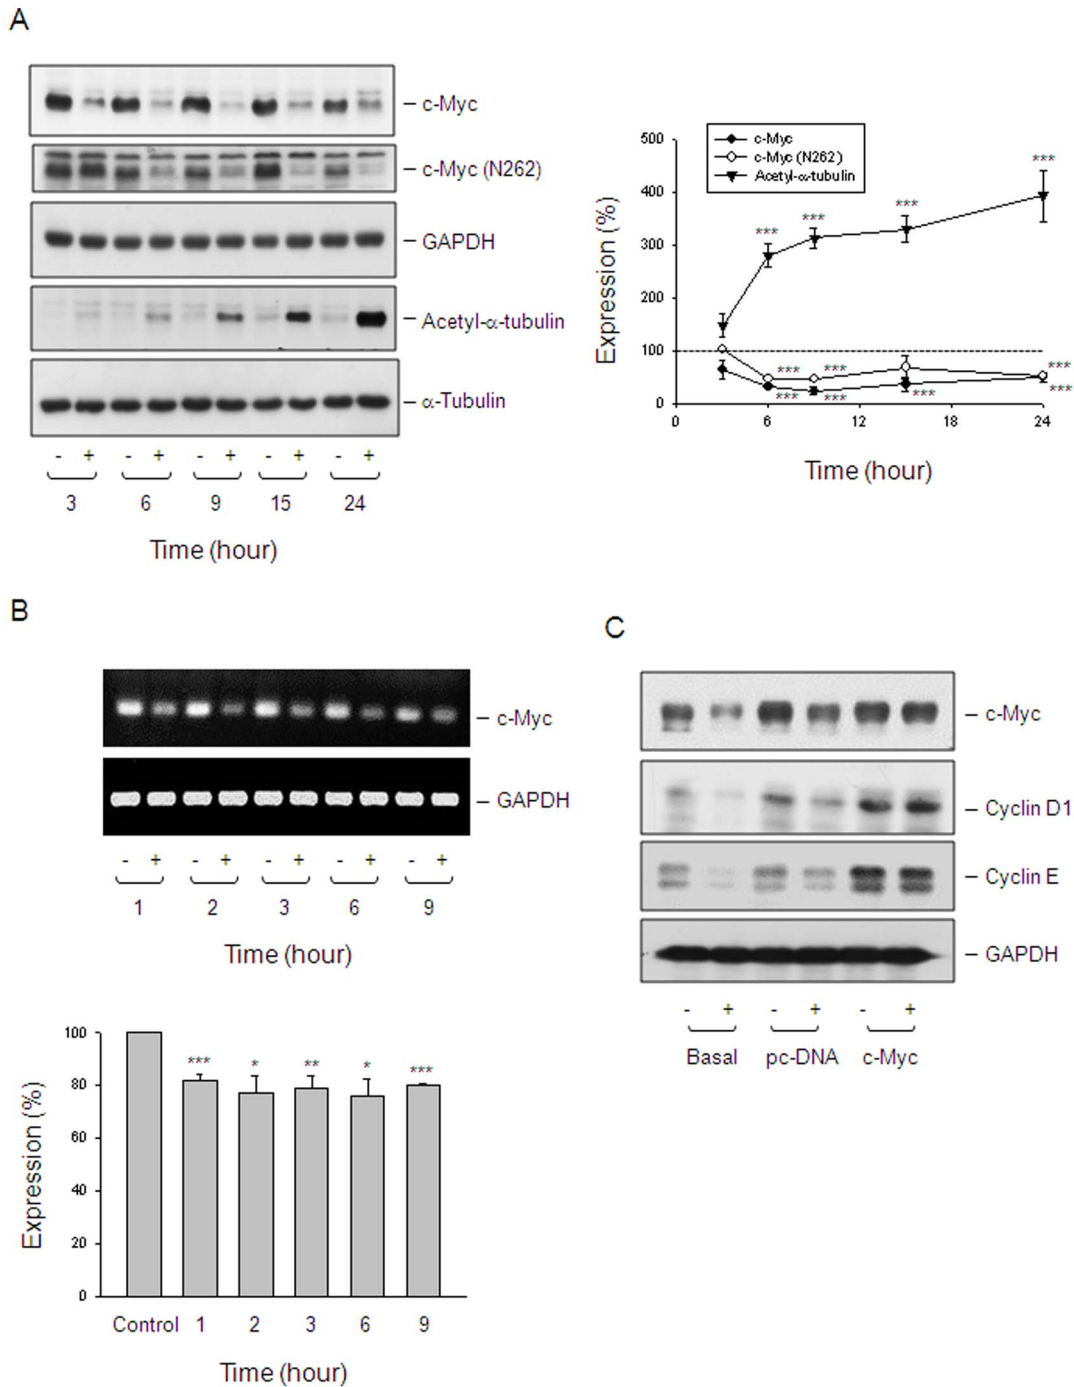 A
– c-Myc
– c-Myc (N262)
– GAPDH
– Acetyl-α-tubulin
– α-Tubulin
- + - + - + - + - +
3 6 9 15 24
Time (hour)
c-Myc
c-Myc (N262)
Acetyl-α-tubulin
500
400
300
200
100
0
Expression (%)
***
***
***
***
*** ***
***
*** *** ***
***
0 6 12 18 24
Time (hour)
B
– c-Myc
– GAPDH
- + - + - + - + - +
1 2 3 6 9
Time (hour)
100
80
60
40
20
0
Expression (%)
*** * ** * ***
Control 1 2 3 6 9
Time (hour)
C
– c-Myc
– Cyclin D1
– Cyclin E
– GAPDH
- + - + - +
Basal pc-DNA c-Myc